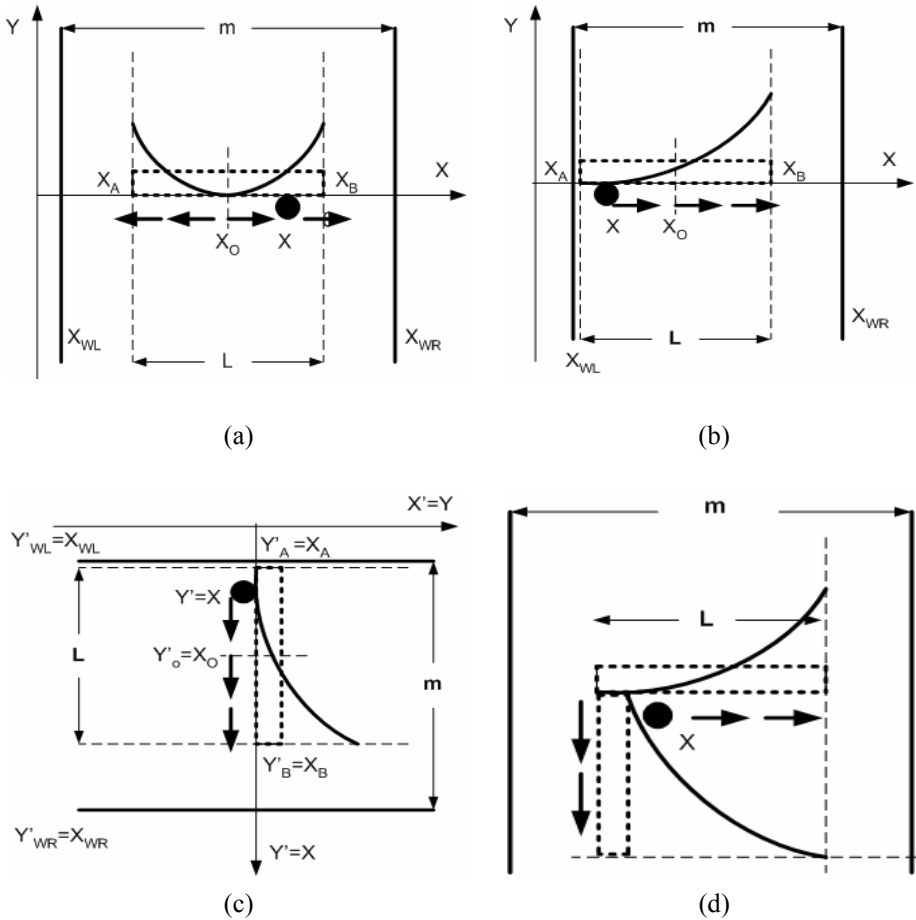 Y
m
X_A
X_B
X
X_O
X
X_WL
X_WR
L
(a)
Y
m
X_A
X_B
X
X
X_O
X_WR
L
X_WL
(b)
X'=Y
Y'_WL=X_WL
Y'_A =X_A
Y'=X
L
Y'_o=X_O
m
Y'_B=X_B
Y'_WR=X_WR
Y'=X
(c)
m
L
X
(d)